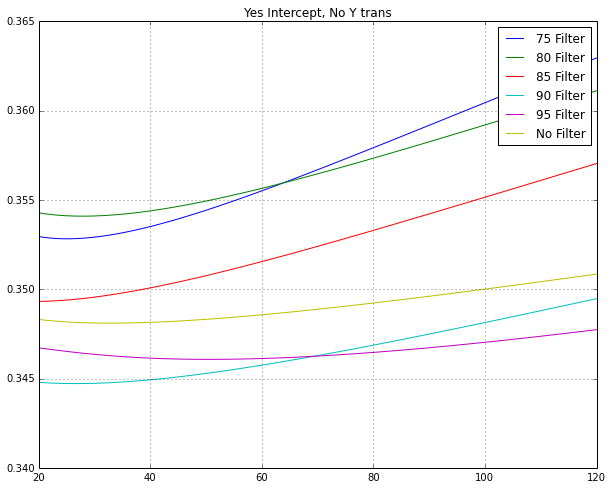 Yes Intercept, No Y trans
0.365
0.360
0.355
0.350
0.345
0.340
20
40
60
80
100
120
75 Filter
80 Filter
85 Filter
90 Filter
95 Filter
No Filter